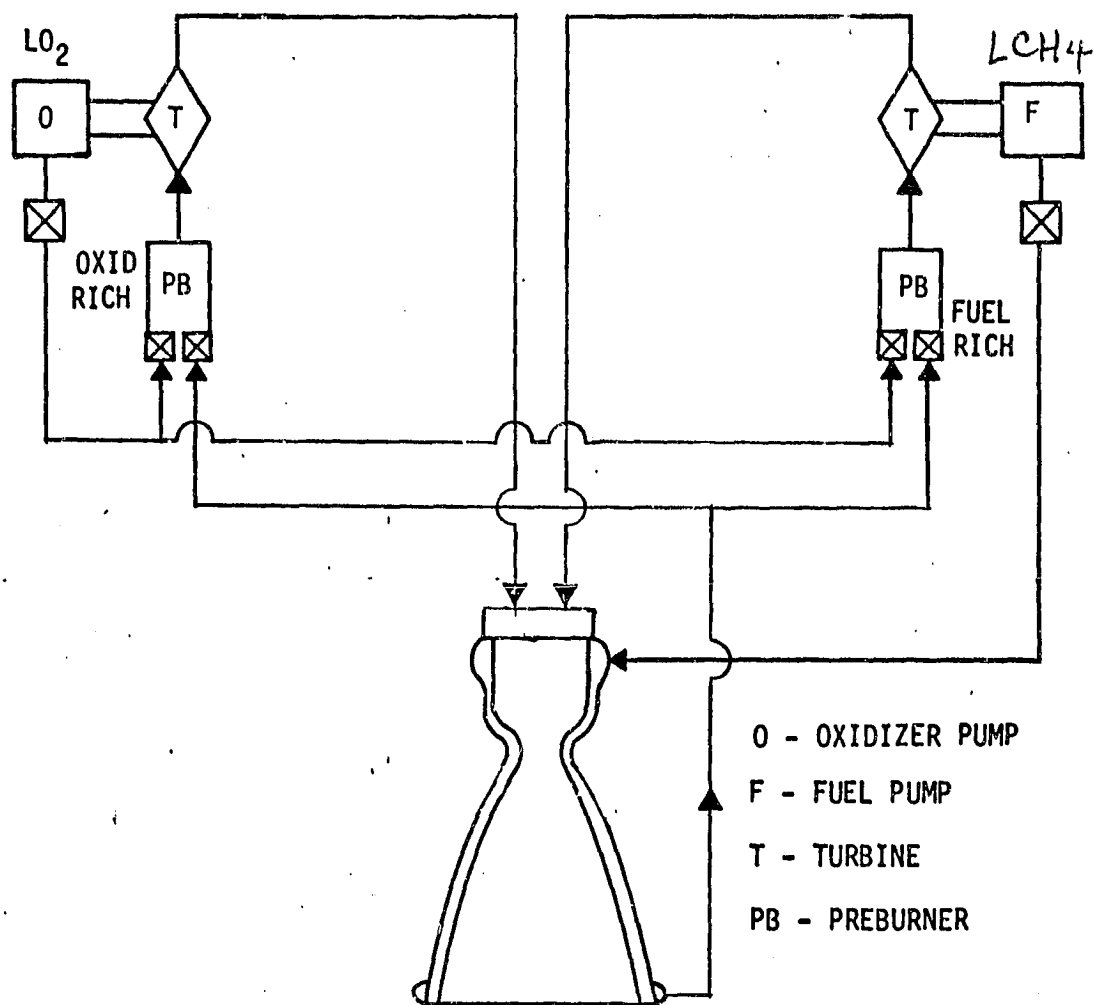 LO2
LCH4
O
T
T
F
OXID
RICH
PB
PB
FUEL
RICH
O - OXIDIZER PUMP
F - FUEL PUMP
T - TURBINE
PB - PREBURNER